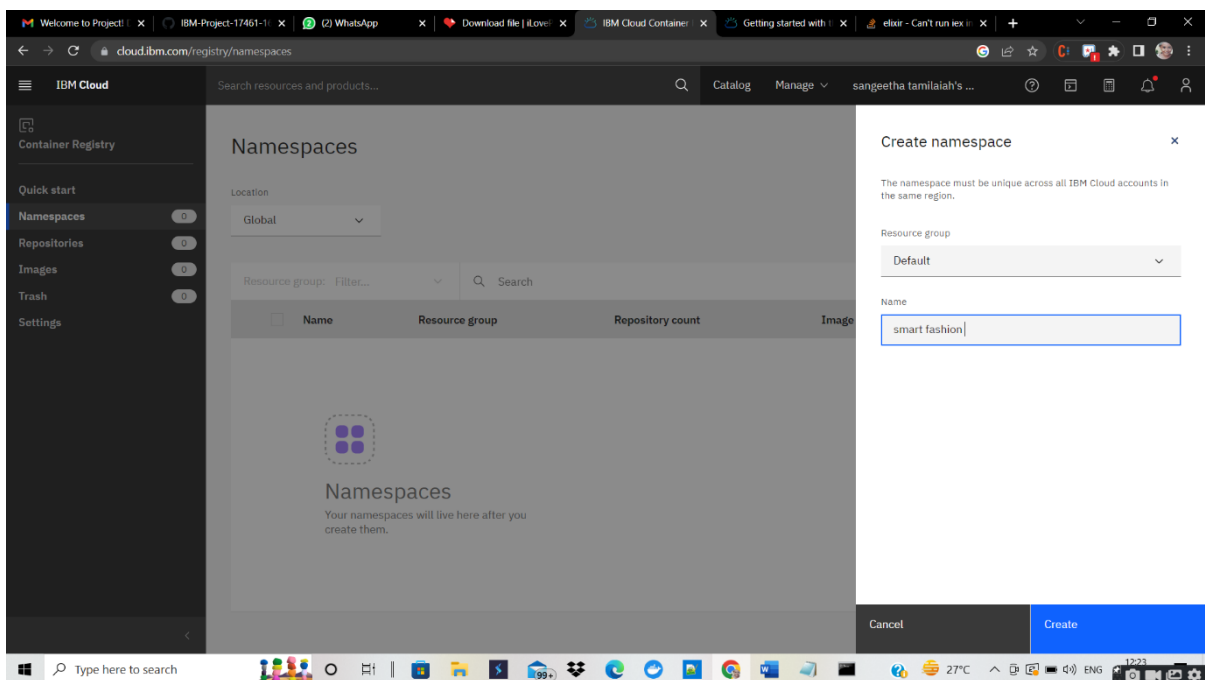 Welcome to Project! [
IBM-Project-17461-1
(2) WhatsApp
Download file | iLoveP
IBM Cloud Container
Getting started with
elixir - Can't run iex in
cloud.ibm.com/registry/namespaces
IBM Cloud
Search resources and products...
Catalog
Manage
sangeetha tamilaiah's ...
Container Registry
Quick start
Namespaces 0
Repositories 0
Images 0
Trash 0
Settings
Namespaces
Location
Global
Resource group: Filter...
Search
Name Resource group Repository count Image
Namespaces
Your namespaces will live here after you
create them.
Create namespace
The namespace must be unique across all IBM Cloud accounts in
the same region.
Resource group
Default
Name
smart fashion
Cancel
Create
Type here to search
99+
27°C
ENG
12:23